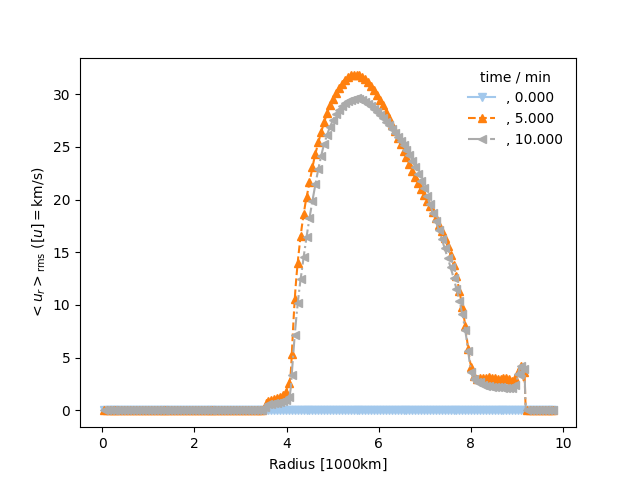 time / min
, 0.000
, 5.000
, 10.000
30
25
20
15
10
5
0
< u_r >_rms ([u] = km/s)
0 2 4 6 8 10
Radius [1000km]